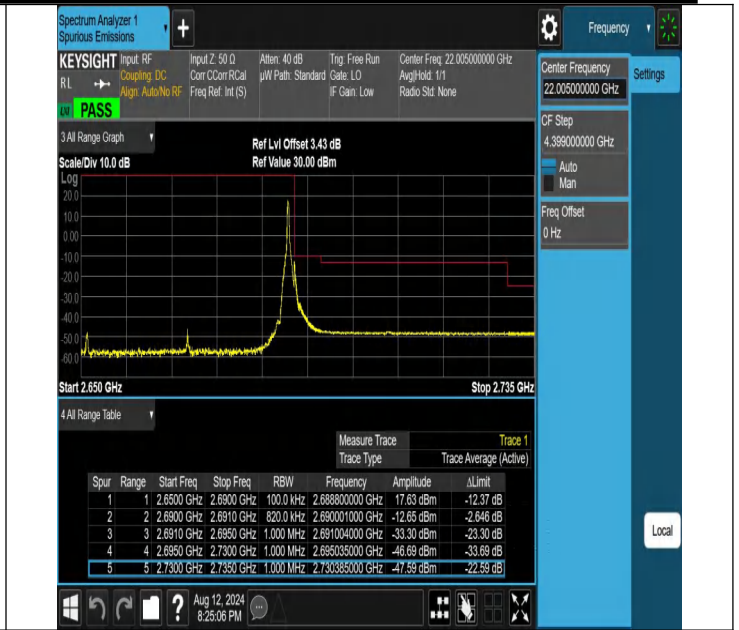 Spectrum Analyzer 1
Spurious Emissions
+
Frequency
KEYSIGHT Input: RF Input Z: 50 Ω Atten: 40 dB Trig: Free Run Center Freq: 22.005000000 GHz
RL Coupling: DC Corr CCorr RCal µW Path: Standard Gate: LO Avg|Hold: 1/1
Align: Auto/No RF Freq Ref: Int (S) IF Gain: Low Radio Std: None
PASS
Center Frequency
22.005000000 GHz
Settings
CF Step
4.399000000 GHz
Auto
Man
Freq Offset
0 Hz
3 All Range Graph
Ref Lvl Offset 3.43 dB
Scale/Div 10.0 dB Ref Value 30.00 dBm
Log
20.0
10.0
0.00
-10.0
-20.0
-30.0
-40.0
-50.0
-60.0
Start 2.650 GHz Stop 2.735 GHz
4 All Range Table
Measure Trace Trace 1
Trace Type Trace Average (Active)
Spur Range Start Freq Stop Freq RBW Frequency Amplitude ΔLimit
1 1 2.6500 GHz 2.6900 GHz 100.0 kHz 2.688800000 GHz 17.63 dBm -12.37 dB
2 2 2.6900 GHz 2.6910 GHz 820.0 kHz 2.690001000 GHz -12.65 dBm -2.646 dB
3 3 2.6910 GHz 2.6950 GHz 1.000 MHz 2.691004000 GHz -33.30 dBm -23.30 dB
4 4 2.6950 GHz 2.7300 GHz 1.000 MHz 2.695035000 GHz -46.69 dBm -33.69 dB
5 5 2.7300 GHz 2.7350 GHz 1.000 MHz 2.730385000 GHz -47.59 dBm -22.59 dB
Local
?
Aug 12, 2024
8:25:06 PM